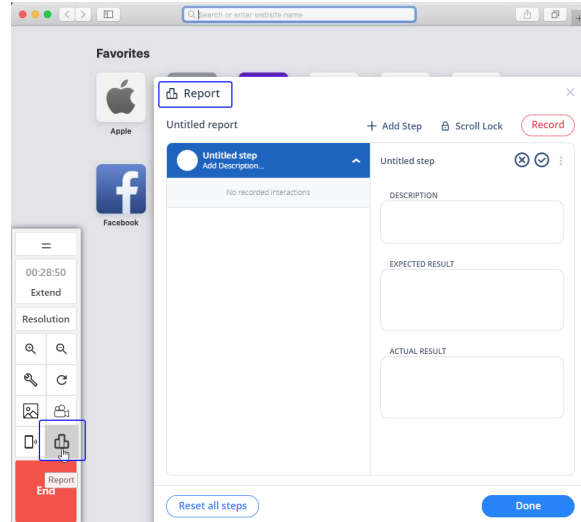 Search or enter website name
Favorites
Report
Apple
Untitled report
Add Step
Scroll Lock
Record
Untitled step
Add Description...
Untitled step
No recorded interactions
DESCRIPTION
Facebook
00:28:50
Extend
EXPECTED RESULT
Resolution
ACTUAL RESULT
Report
End
Reset all steps
Done